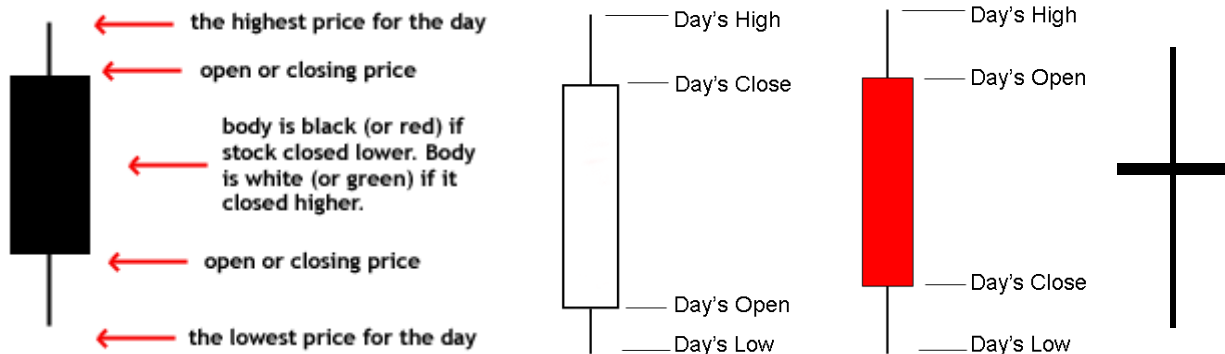 the highest price for the day
open or closing price
body is black (or red) if
stock closed lower. Body
is white (or green) if it
closed higher.
open or closing price
the lowest price for the day
Day's High
Day's Close
Day's Open
Day's Low
Day's High
Day's Open
Day's Close
Day's Low